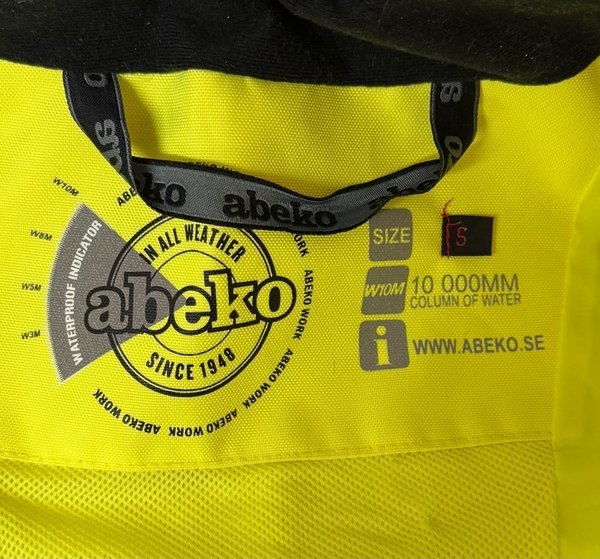 abeko
abeko
SIZE
S
W10M
10 000MM
COLUMN OF WATER
i
WWW.ABEKO.SE
W10M
W8M
W5M
W3M
WATERPROOF INDICATOR
IN ALL WEATHER
abeko
SINCE 1948
WORK
ABEKO WORK
ABEKO WORK
ABEKO WORK